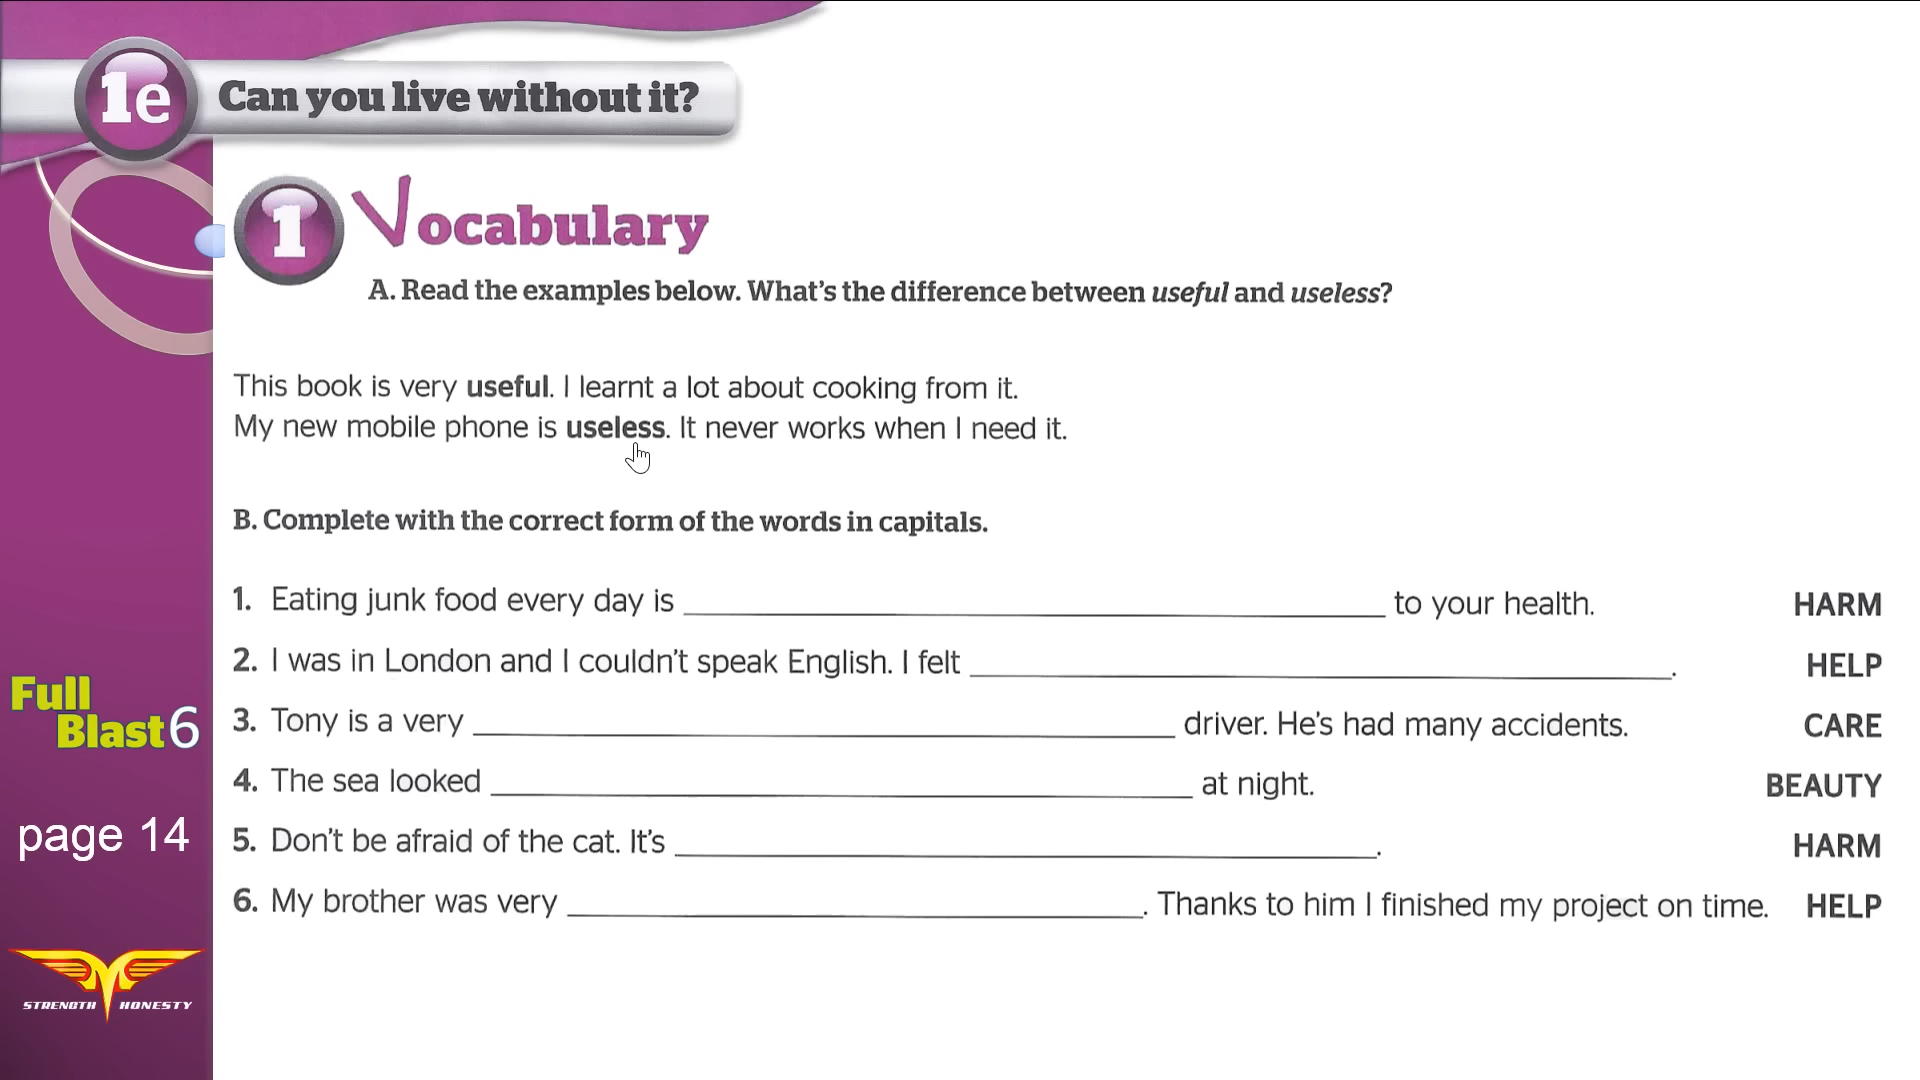 1e Can you live without it?
1 Vocabulary
A. Read the examples below. What's the difference between useful and useless?
This book is very useful. I learnt a lot about cooking from it.
My new mobile phone is useless. It never works when I need it.
B. Complete with the correct form of the words in capitals.
1. Eating junk food every day is ______ to your health. HARM
2. I was in London and I couldn't speak English. I felt ______. HELP
3. Tony is a very ______ driver. He's had many accidents. CARE
4. The sea looked ______ at night. BEAUTY
5. Don't be afraid of the cat. It's ______. HARM
6. My brother was very ______. Thanks to him I finished my project on time. HELP
Full
Blast 6
page 14
STRENGTH HONESTY